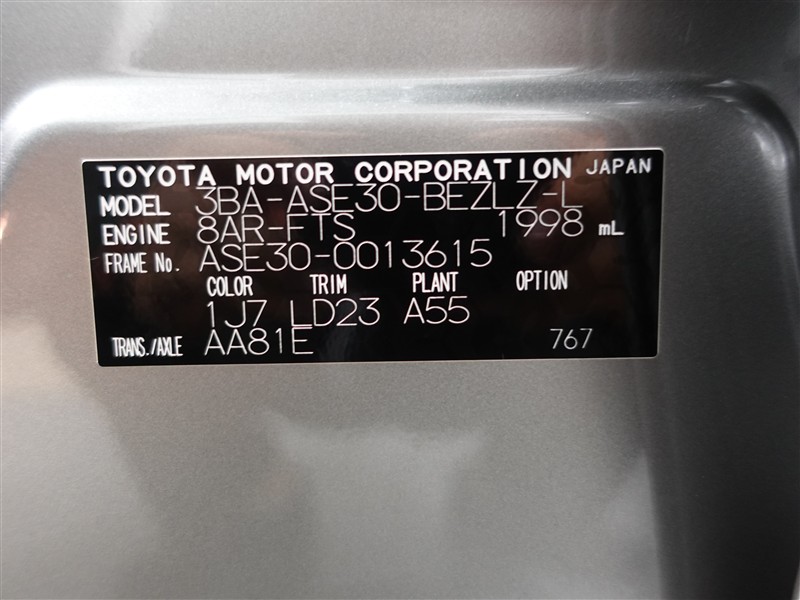 TOYOTA MOTOR CORPORATION JAPAN
MODEL 3BA-ASE30-BEZLZ-L
ENGINE 8AR-FTS 1998 mL
FRAME No. ASE30-0013615
COLOR TRIM PLANT OPTION
1J7 LD23 A55
TRANS./AXLE AA81E 767